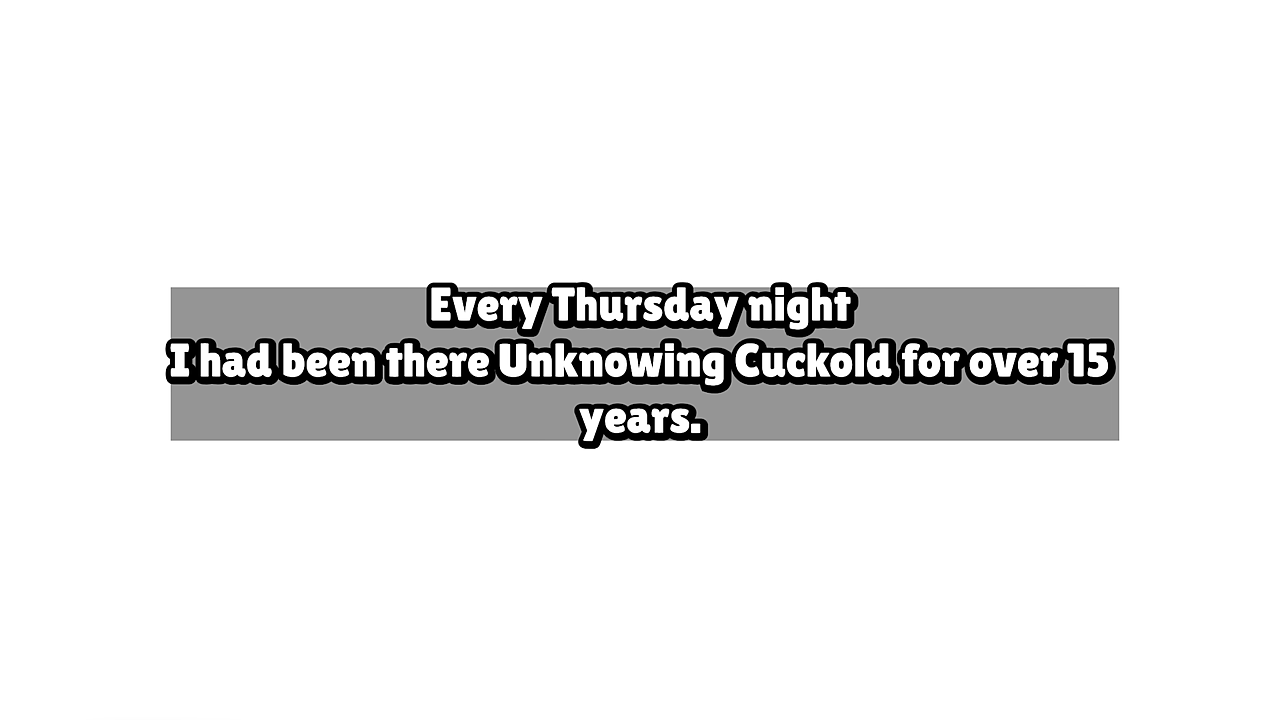 Every Thursday night
I had been there Unknowing Cuckold for over 15
years.